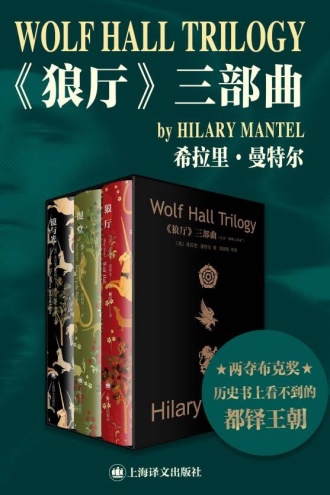 WOLF HALL TRILOGY
《狼厅》三部曲
by HILARY MANTEL
希拉里·曼特尔
镜与光
提堂
狼厅
Wolf Hall Trilogy
《狼厅》三部曲
Hilary
★ 两夺布克奖 ★
历史书上看不到的
都铎王朝
上海译文出版社